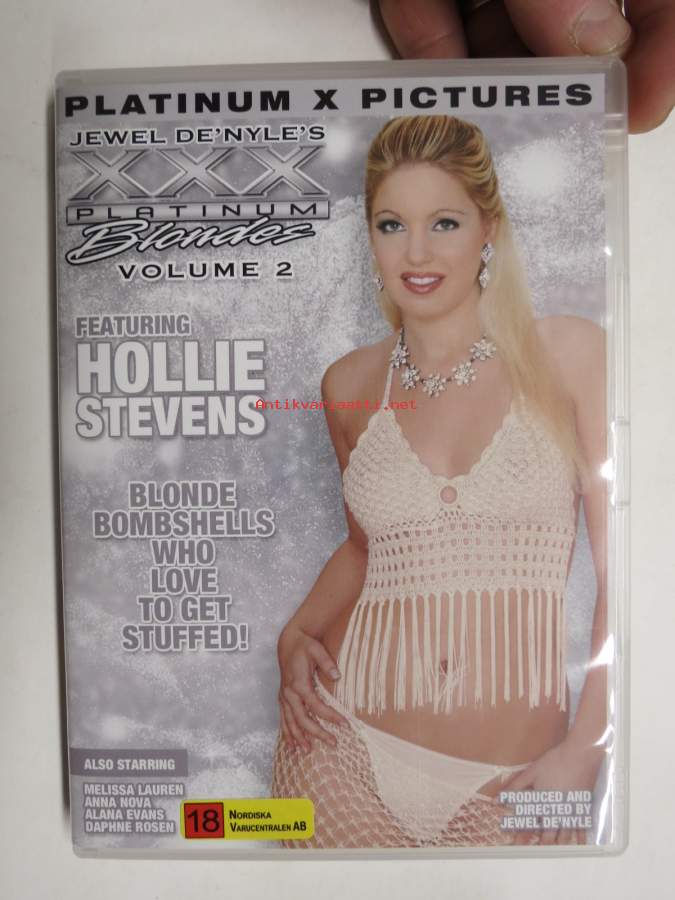 PLATINUM X PICTURES
JEWEL DE'NYLE'S
XXX
PLATINUM
Blondes
VOLUME 2
FEATURING
HOLLIE
STEVENS
Antikvariaatti.net
BLONDE
BOMBSHELLS
WHO
LOVE
TO GET
STUFFED!
ALSO STARRING
MELISSA LAUREN
ANNA NOVA
ALANA EVANS
DAPHNE ROSEN
18
NORDISKA
VARUCENTRALEN AB
PRODUCED AND
DIRECTED BY
JEWEL DE'NYLE